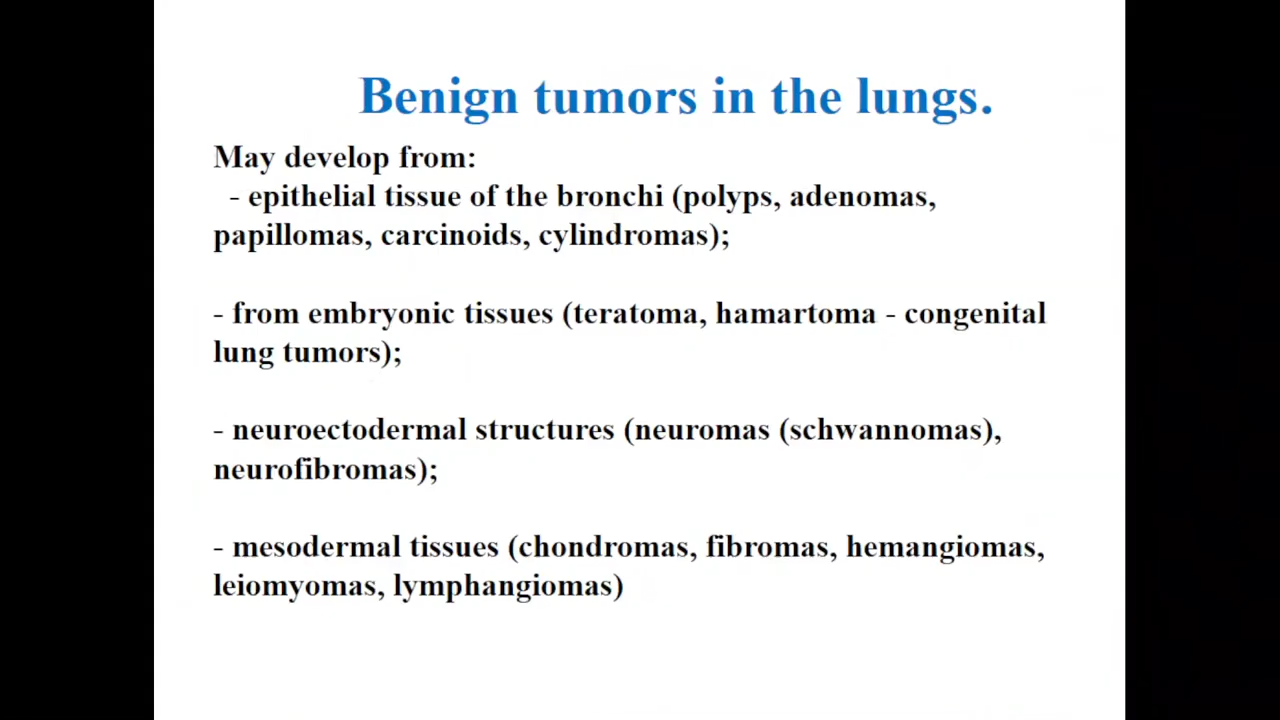 Benign tumors in the lungs.
May develop from:
- epithelial tissue of the bronchi (polyps, adenomas,
papillomas, carcinoids, cylindromas);
- from embryonic tissues (teratoma, hamartoma - congenital
lung tumors);
- neuroectodermal structures (neuromas (schwannomas),
neurofibromas);
- mesodermal tissues (chondromas, fibromas, hemangiomas,
leiomyomas, lymphangiomas)